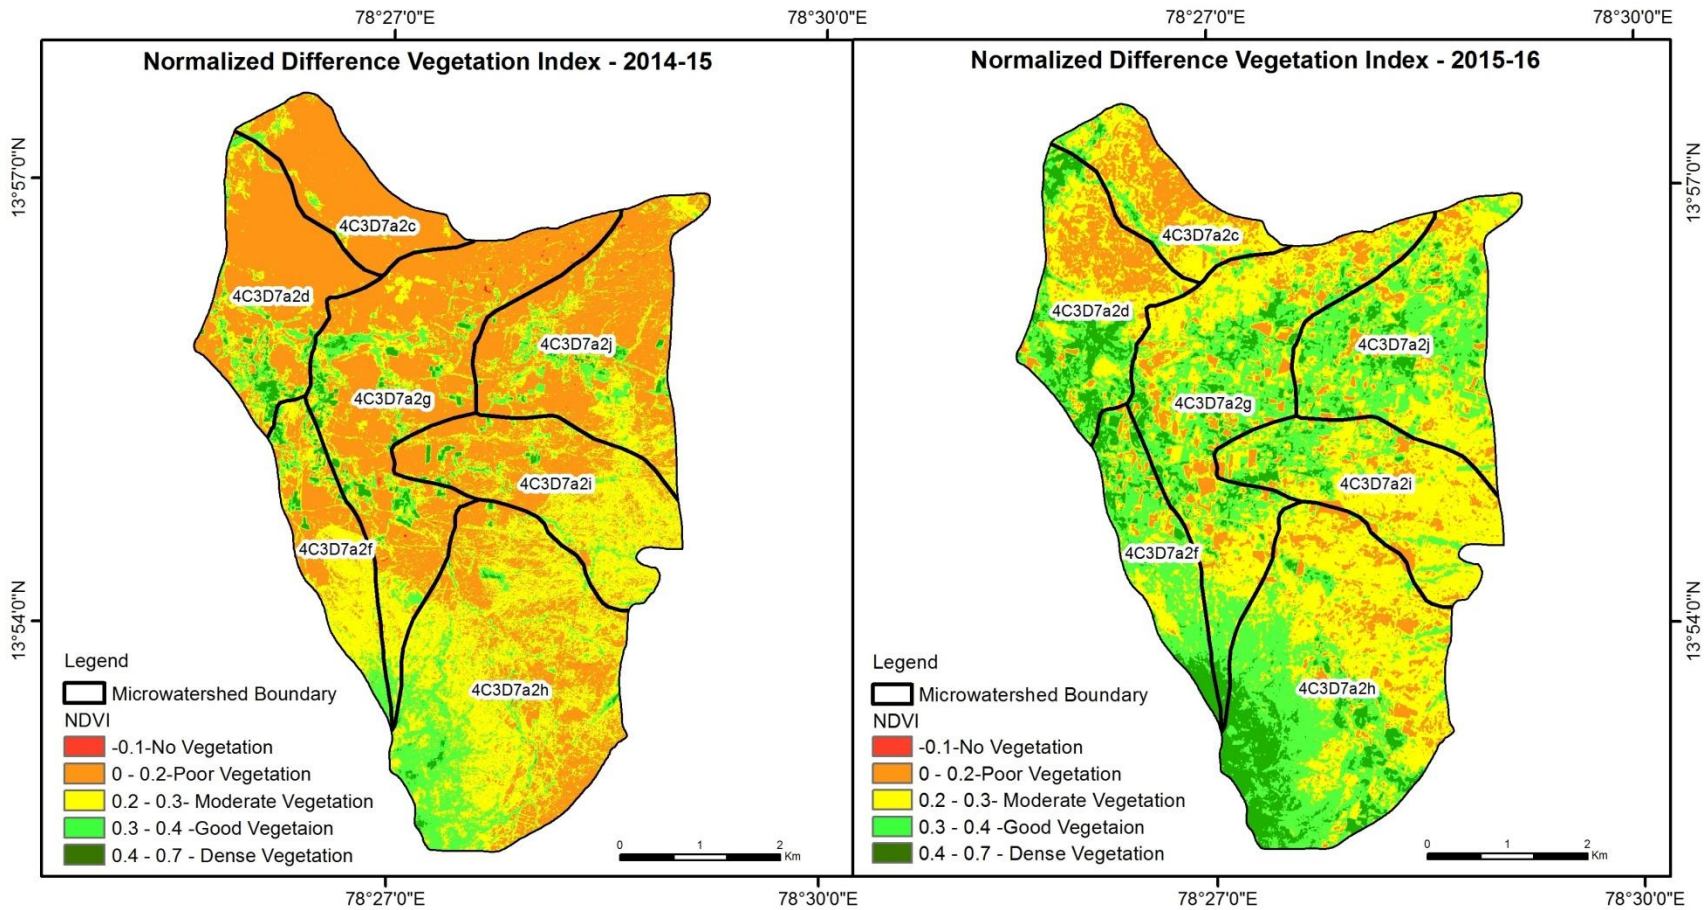 78°27'0"E
78°30'0"E
78°27'0"E
78°30'0"E
Normalized Difference Vegetation Index - 2014-15
13°57'0"N
13°54'0"N
4C3D7a2c
4C3D7a2d
4C3D7a2j
4C3D7a2g
4C3D7a2i
4C3D7a2f
4C3D7a2h
Legend
Microwatershed Boundary
NDVI
-0.1-No Vegetation
0 - 0.2-Poor Vegetation
0.2 - 0.3- Moderate Vegetation
0.3 - 0.4 -Good Vegetaion
0.4 - 0.7 - Dense Vegetation
0 1 2
Km
Normalized Difference Vegetation Index - 2015-16
13°57'0"N
13°54'0"N
4C3D7a2c
4C3D7a2d
4C3D7a2j
4C3D7a2g
4C3D7a2i
4C3D7a2f
4C3D7a2h
Legend
Microwatershed Boundary
NDVI
-0.1-No Vegetation
0 - 0.2-Poor Vegetation
0.2 - 0.3- Moderate Vegetation
0.3 - 0.4 -Good Vegetaion
0.4 - 0.7 - Dense Vegetation
0 1 2
Km
78°27'0"E
78°30'0"E
78°27'0"E
78°30'0"E